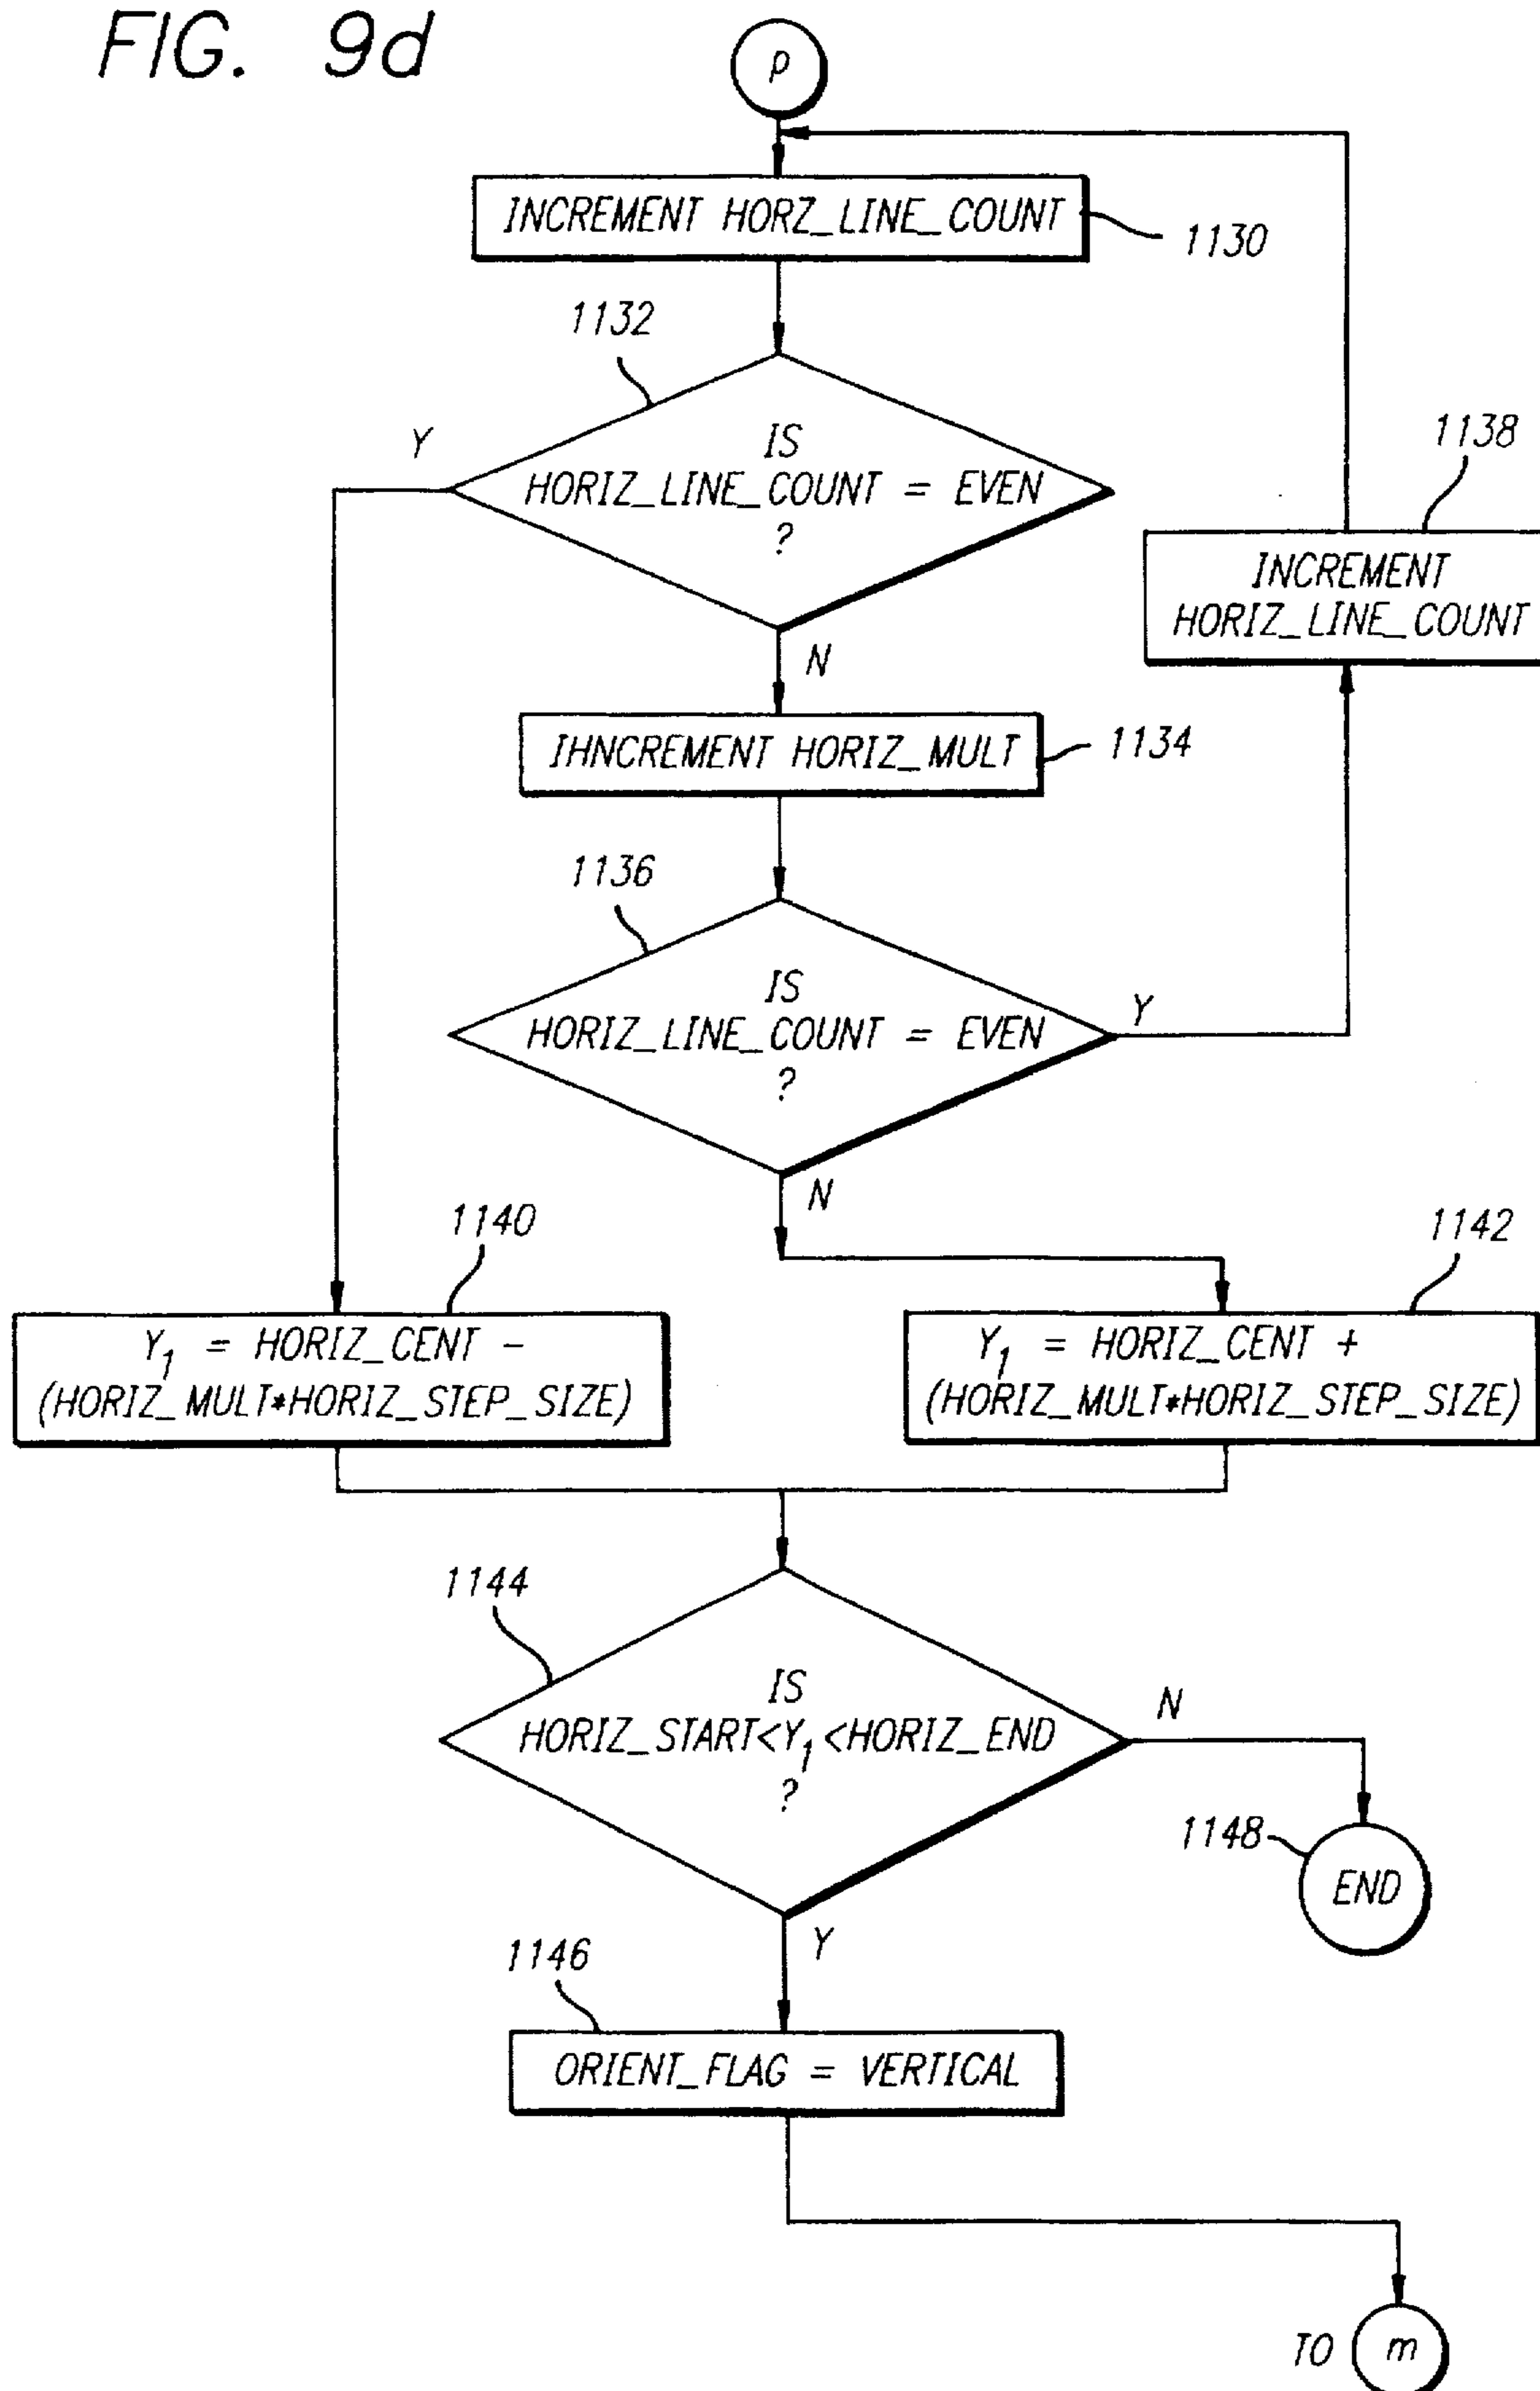 FIG. 9d
p
INCREMENT HORZ_LINE_COUNT
1130
1132
IS
HORIZ_LINE_COUNT = EVEN
?
Y
N
1138
INCREMENT
HORIZ_LINE_COUNT
IHNCREMENT HORIZ_MULT
1134
1136
IS
HORIZ_LINE_COUNT = EVEN
?
Y
N
1140
Y1 = HORIZ_CENT -
(HORIZ_MULT*HORIZ_STEP_SIZE)
1142
Y1 = HORIZ_CENT +
(HORIZ_MULT*HORIZ_STEP_SIZE)
1144
IS
HORIZ_START<Y1<HORIZ_END
?
N
1148
END
Y
1146
ORIENT_FLAG = VERTICAL
TO m